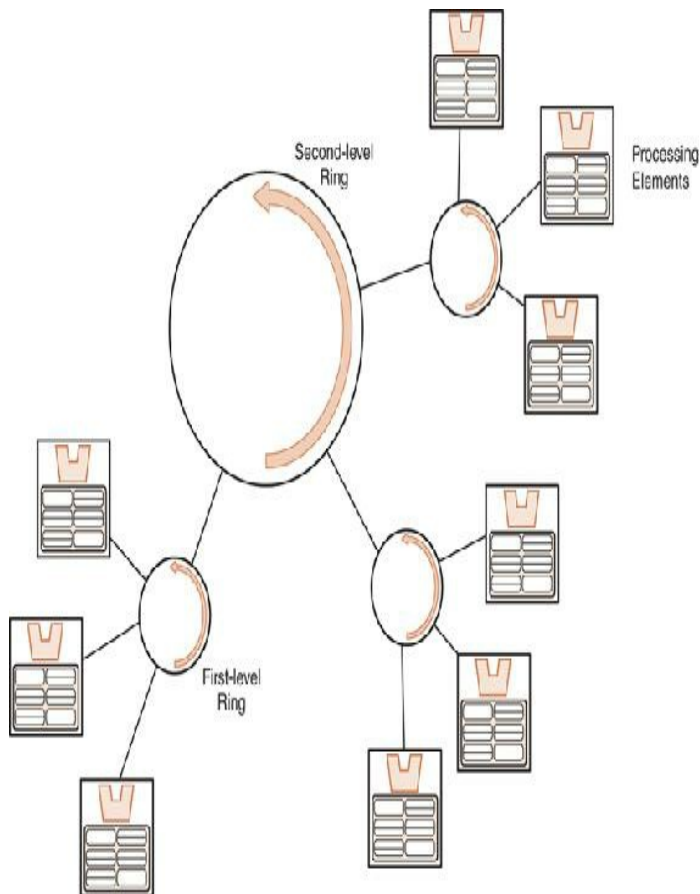 Second-level
Ring
Processing
Elements
First-level
Ring